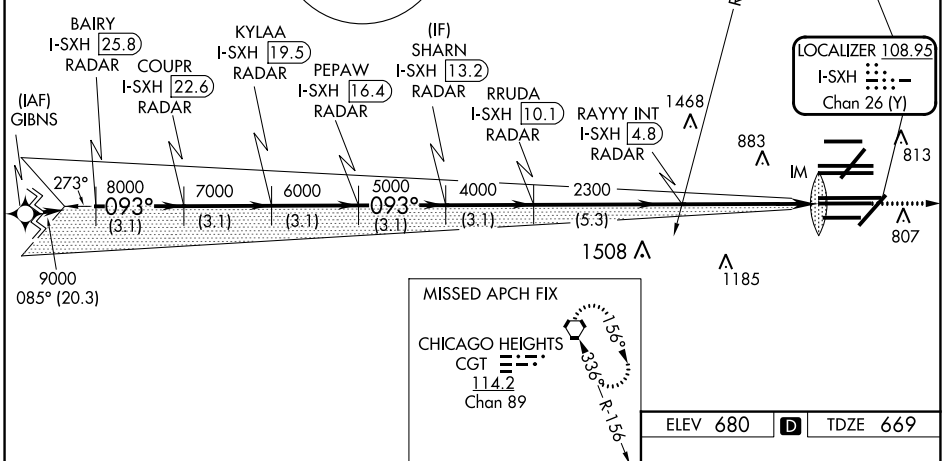 BAIRY
I-SXH 25.8
RADAR
COUPR
I-SXH 22.6
RADAR
KYLAA
I-SXH 19.5
RADAR
PEPAW
I-SXH 16.4
RADAR
(IF)
SHARN
I-SXH 13.2
RADAR
RRUDA
I-SXH 10.1
RADAR
RAYYY INT
I-SXH 4.8
RADAR
R
LOCALIZER 108.95
I-SXH
Chan 26 (Y)
(IAF)
GIBNS
1468
883
813
IM
273°
8000
7000
6000
5000
4000
2300
093°
093°
(3.1)
(3.1)
(3.1)
(3.1)
(3.1)
(5.3)
807
1508
1185
9000
085° (20.3)
MISSED APCH FIX
CHICAGO HEIGHTS
CGT
114.2
Chan 89
156°
336°
R-156
ELEV 680
D
TDZE 669